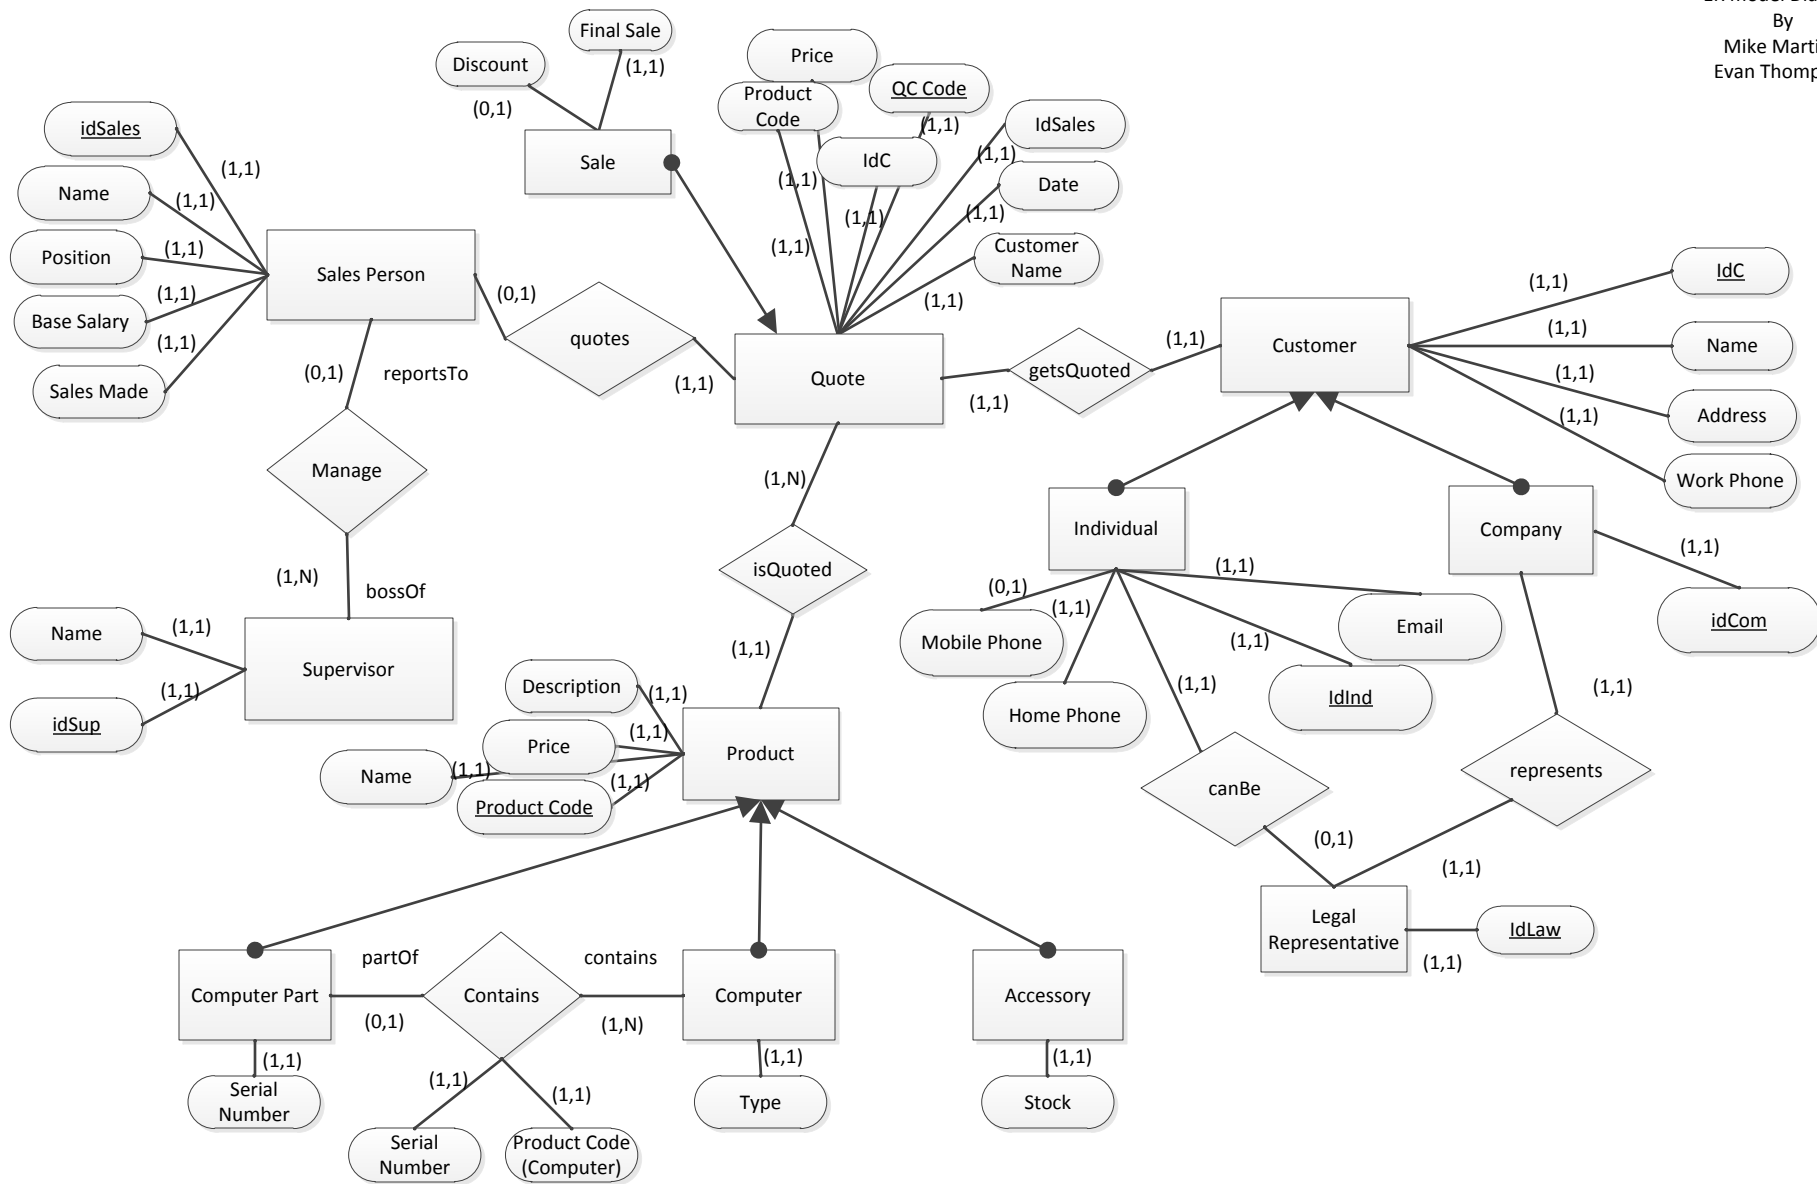 By
Mike Marti
Evan Thomp
Final Sale
(1,1)
Discount
(0,1)
Sale
Price
Product
Code
QC Code
(1,1)
IdC
IdSales
(1,1)
Date
(1,1)
Customer
Name
(1,1)
(1,1)
(1,1)
(1,1)
idSales
(1,1)
Name
(1,1)
Position
(1,1)
Base Salary
(1,1)
Sales Made
(1,1)
Sales Person
(0,1)
quotes
(1,1)
Quote
(1,1)
getsQuoted
(1,1)
Customer
(1,1)
IdC
(1,1)
Name
(1,1)
Address
(1,1)
Work Phone
(0,1)
reportsTo
Manage
(1,N)
bossOf
Supervisor
Name
(1,1)
idSup
(1,1)
(1,N)
isQuoted
(1,1)
Product
Description
(1,1)
Price
(1,1)
Name
(1,1)
Product Code
(1,1)
Individual
(0,1)
Mobile Phone
(1,1)
Home Phone
(1,1)
Email
(1,1)
IdInd
(1,1)
canBe
(0,1)
Company
(1,1)
idCom
(1,1)
represents
(1,1)
Legal
Representative
(1,1)
IdLaw
Computer Part
(1,1)
Serial
Number
partOf
(0,1)
Contains
contains
(1,N)
(1,1)
Serial
Number
(1,1)
Product Code
(Computer)
Computer
(1,1)
Type
Accessory
(1,1)
Stock